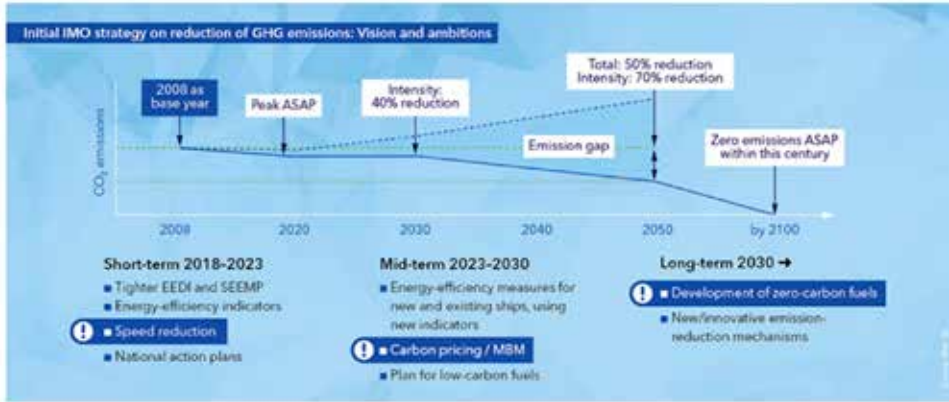 Initial IMO strategy on reduction of GHG emissions: Vision and ambitions
Total: 50% reduction
Intensity: 70% reduction
2008 as
base year
Peak ASAP
Intensity:
40% reduction
Emission gap
Zero emissions ASAP
within this century
CO₂ emissions
2008
2020
2030
2040
2050
by 2100
Short-term 2018–2023
■ Tighter EEDI and SEEMP
■ Energy-efficiency indicators
! ■ Speed reduction
■ National action plans
Mid-term 2023–2030
■ Energy-efficiency measures for
new and existing ships, using
new indicators
! ■ Carbon pricing / MBM
■ Plan for low-carbon fuels
Long-term 2030 →
! ■ Development of zero-carbon fuels
■ New/innovative emission-
reduction mechanisms